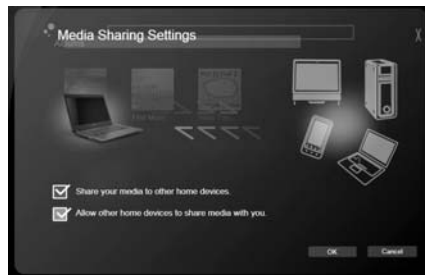 Media Sharing Settings
Share your media to other home devices.
Allow other home devices to share media with you.
OK
Cancel